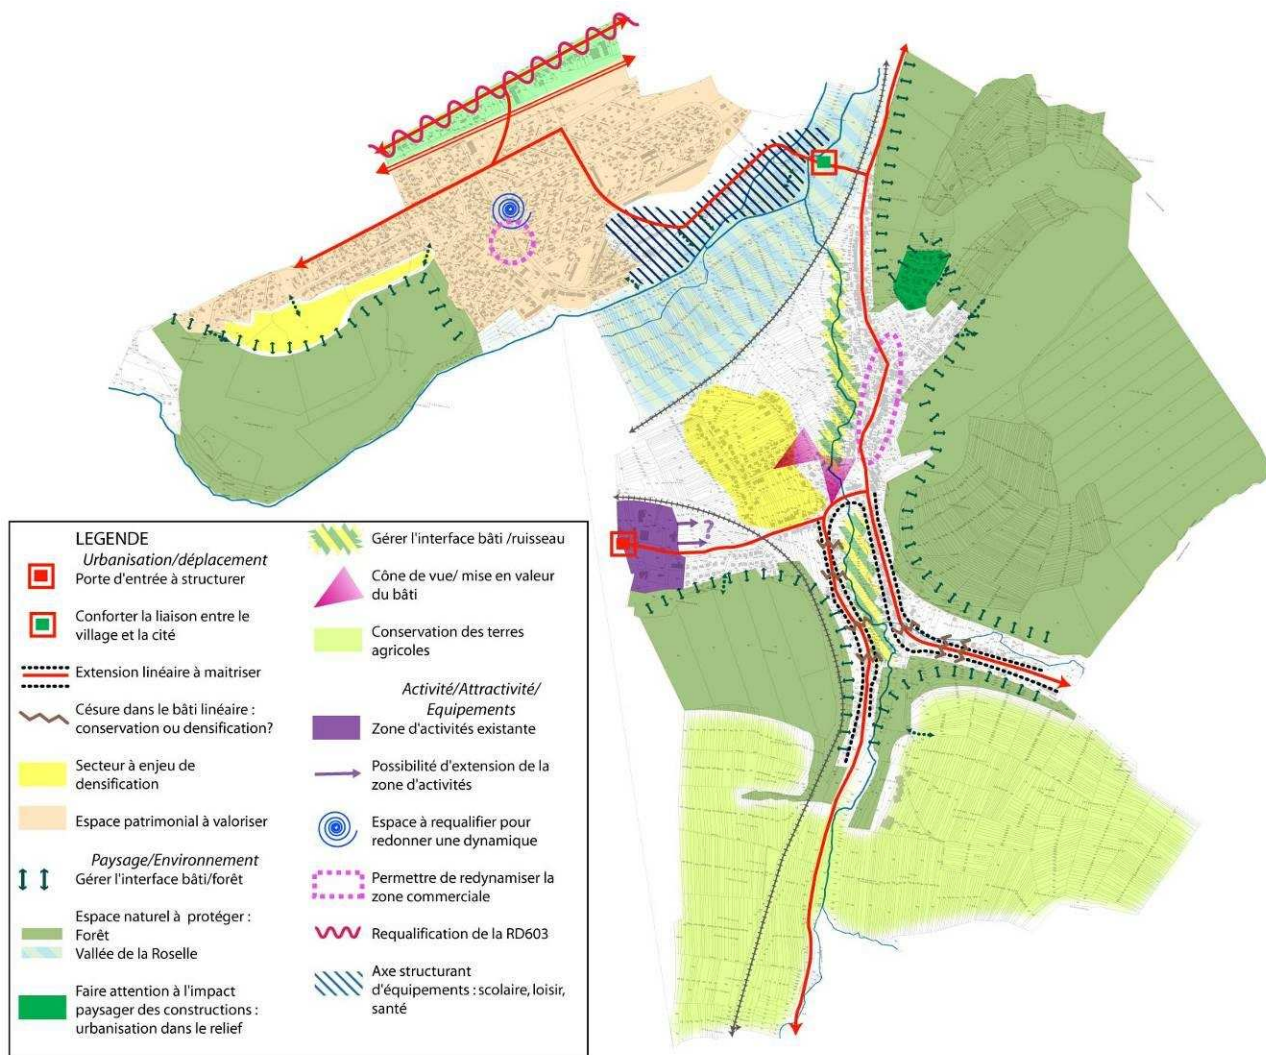 ?
LEGENDE
Urbanisation/déplacement
Porte d'entrée à structurer
Conforter la liaison entre le
village et la cité
Extension linéaire à maitriser
Césure dans le bâti linéaire :
conservation ou densification?
Secteur à enjeu de
densification
Espace patrimonial à valoriser
Paysage/Environnement
Gérer l'interface bâti/forêt
Espace naturel à protéger :
Forêt
Vallée de la Roselle
Faire attention à l'impact
paysager des constructions :
urbanisation dans le relief
Gérer l'interface bâti /ruisseau
Cône de vue/ mise en valeur
du bâti
Conservation des terres
agricoles
Activité/Attractivité/
Equipements
Zone d'activités existante
Possibilité d'extension de la
zone d'activités
Espace à requalifier pour
redonner une dynamique
Permettre de redynamiser la
zone commerciale
Requalification de la RD603
Axe structurant
d'équipements : scolaire, loisir,
santé